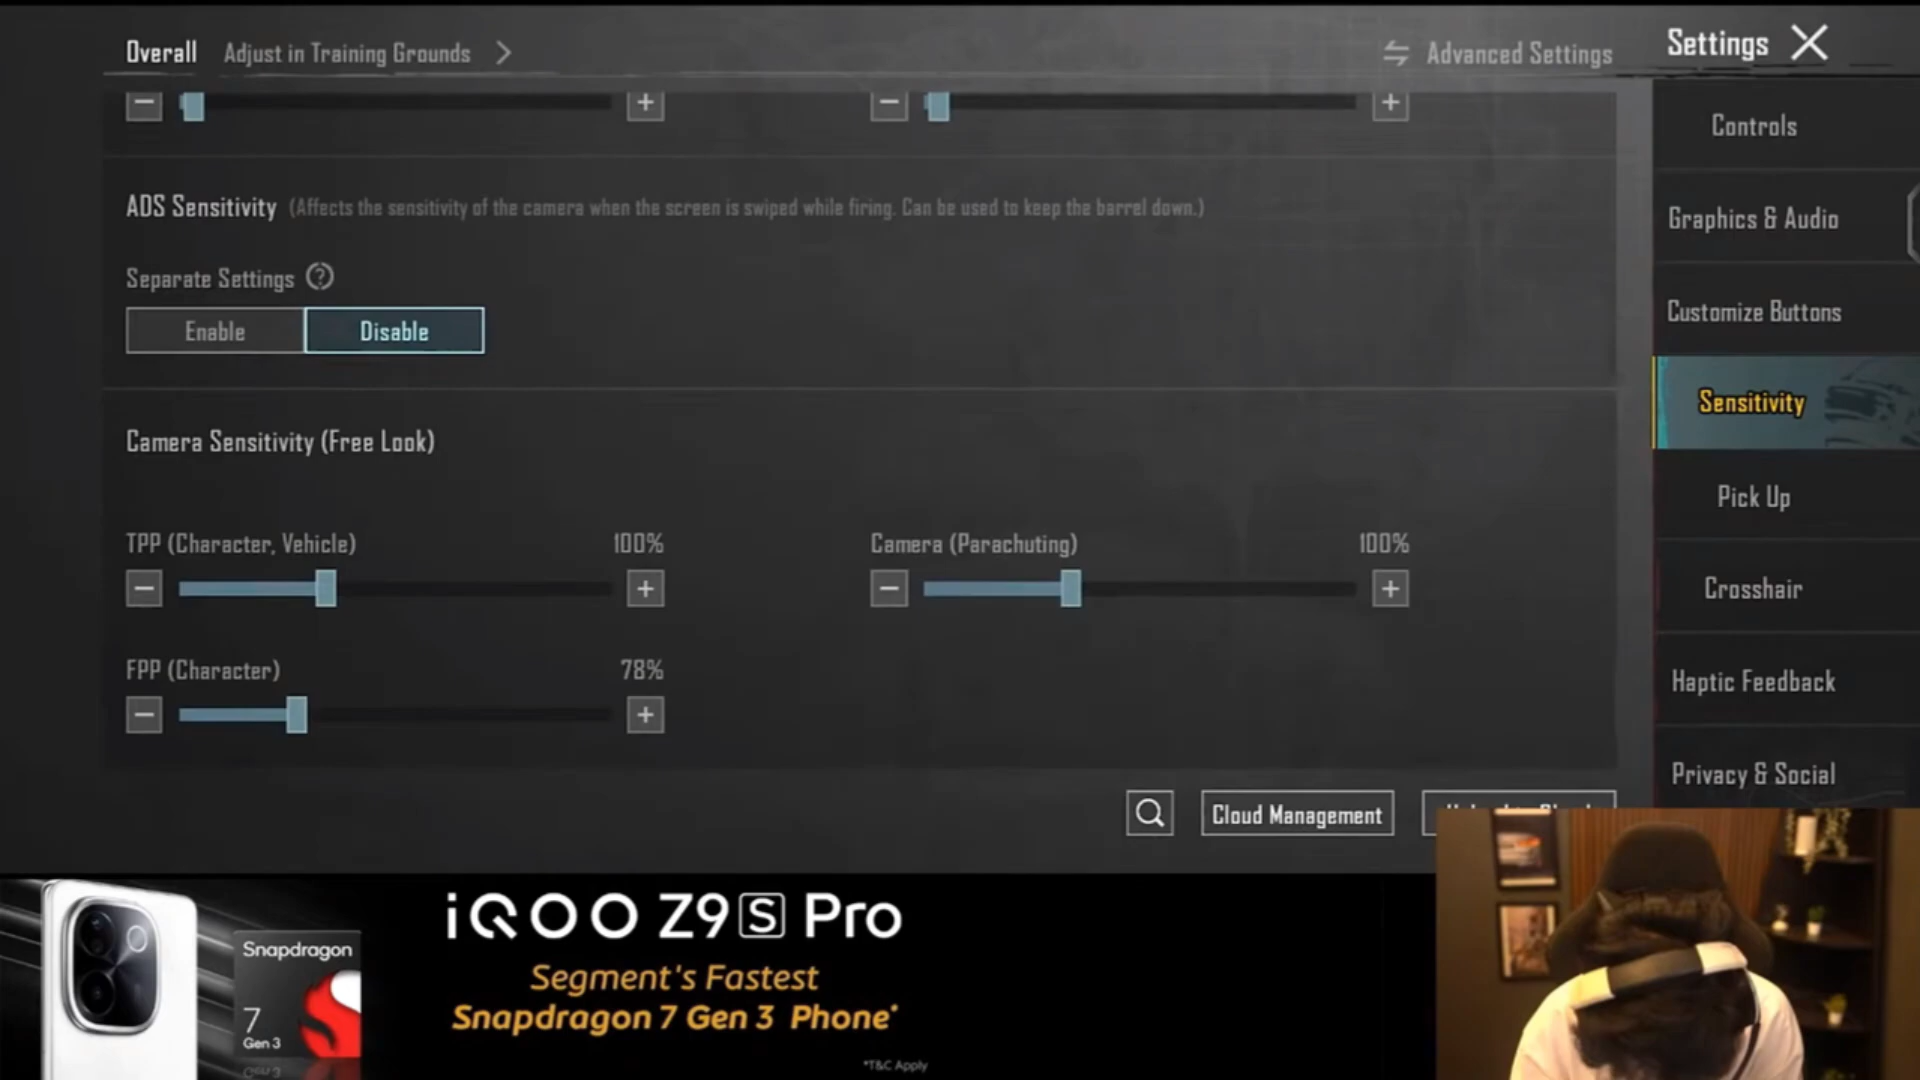 Overall Adjust in Training Grounds
Advanced Settings
Settings
Controls
ADS Sensitivity (Affects the sensitivity of the camera when the screen is swiped while firing. Can be used to keep the barrel down.)
Graphics & Audio
Separate Settings
Enable Disable
Customize Buttons
Sensitivity
Camera Sensitivity (Free Look)
Pick Up
TPP (Character, Vehicle) 100%
Camera (Parachuting) 100%
Crosshair
FPP (Character) 78%
Haptic Feedback
Privacy & Social
Cloud Management
iQOO Z9S Pro
Segment's Fastest
Snapdragon 7 Gen 3 Phone*
*T&C Apply
Snapdragon
7
Gen 3